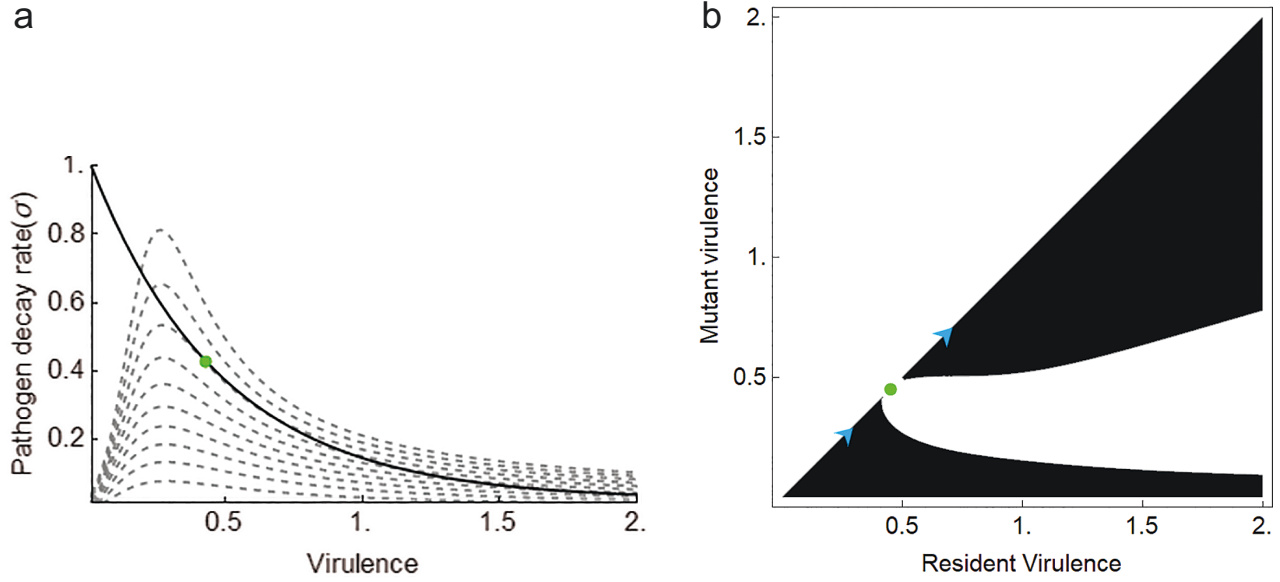 a
Pathogen decay rate(σ)
1.
0.8
0.6
0.4
0.2
0.5
1.
1.5
2.
Virulence
b
Mutant virulence
2.
1.5
1.
0.5
0.5
1.
1.5
2.
Resident Virulence